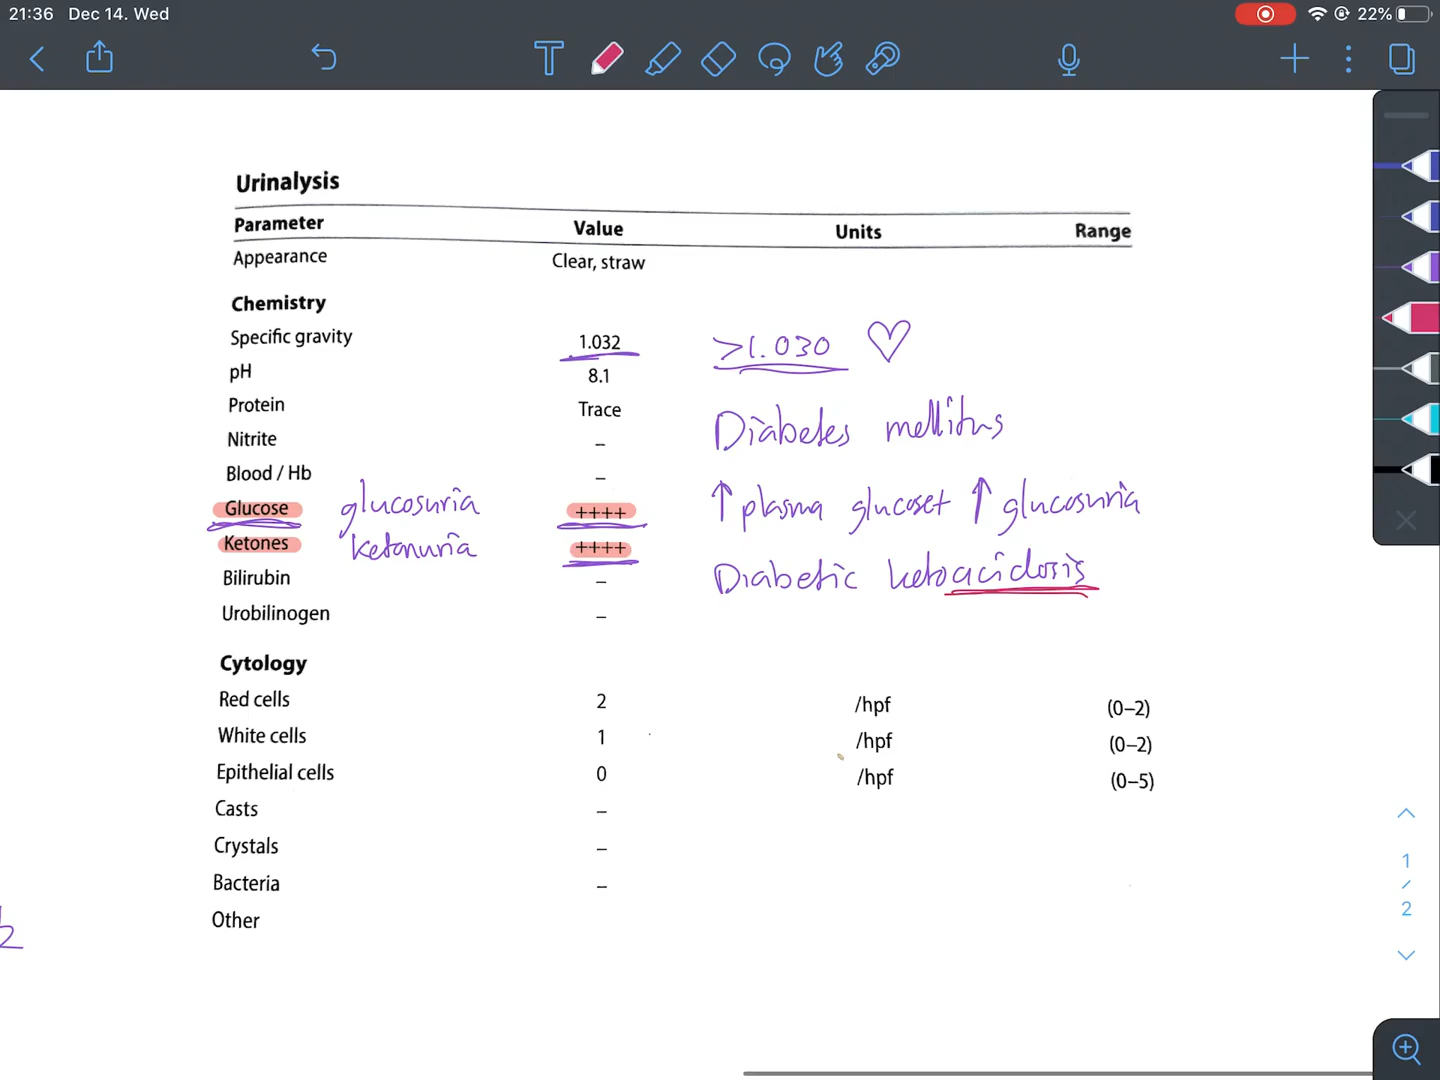 21:36 Dec 14. Wed 22%
T
Urinalysis
Parameter Value Units Range
Appearance Clear, straw
Chemistry
Specific gravity 1.032 >1.030
pH 8.1
Protein Trace Diabetes mellitus
Nitrite –
Blood / Hb –
Glucose glucosuria ++++ ↑ plasma glucoset ↑ glucosuria
Ketones ketonuria ++++
Bilirubin – Diabetic ketoacidosis
Urobilinogen –
Cytology
Red cells 2 /hpf (0–2)
White cells 1 /hpf (0–2)
Epithelial cells 0 /hpf (0–5)
Casts –
Crystals –
Bacteria –
Other
1
/
2